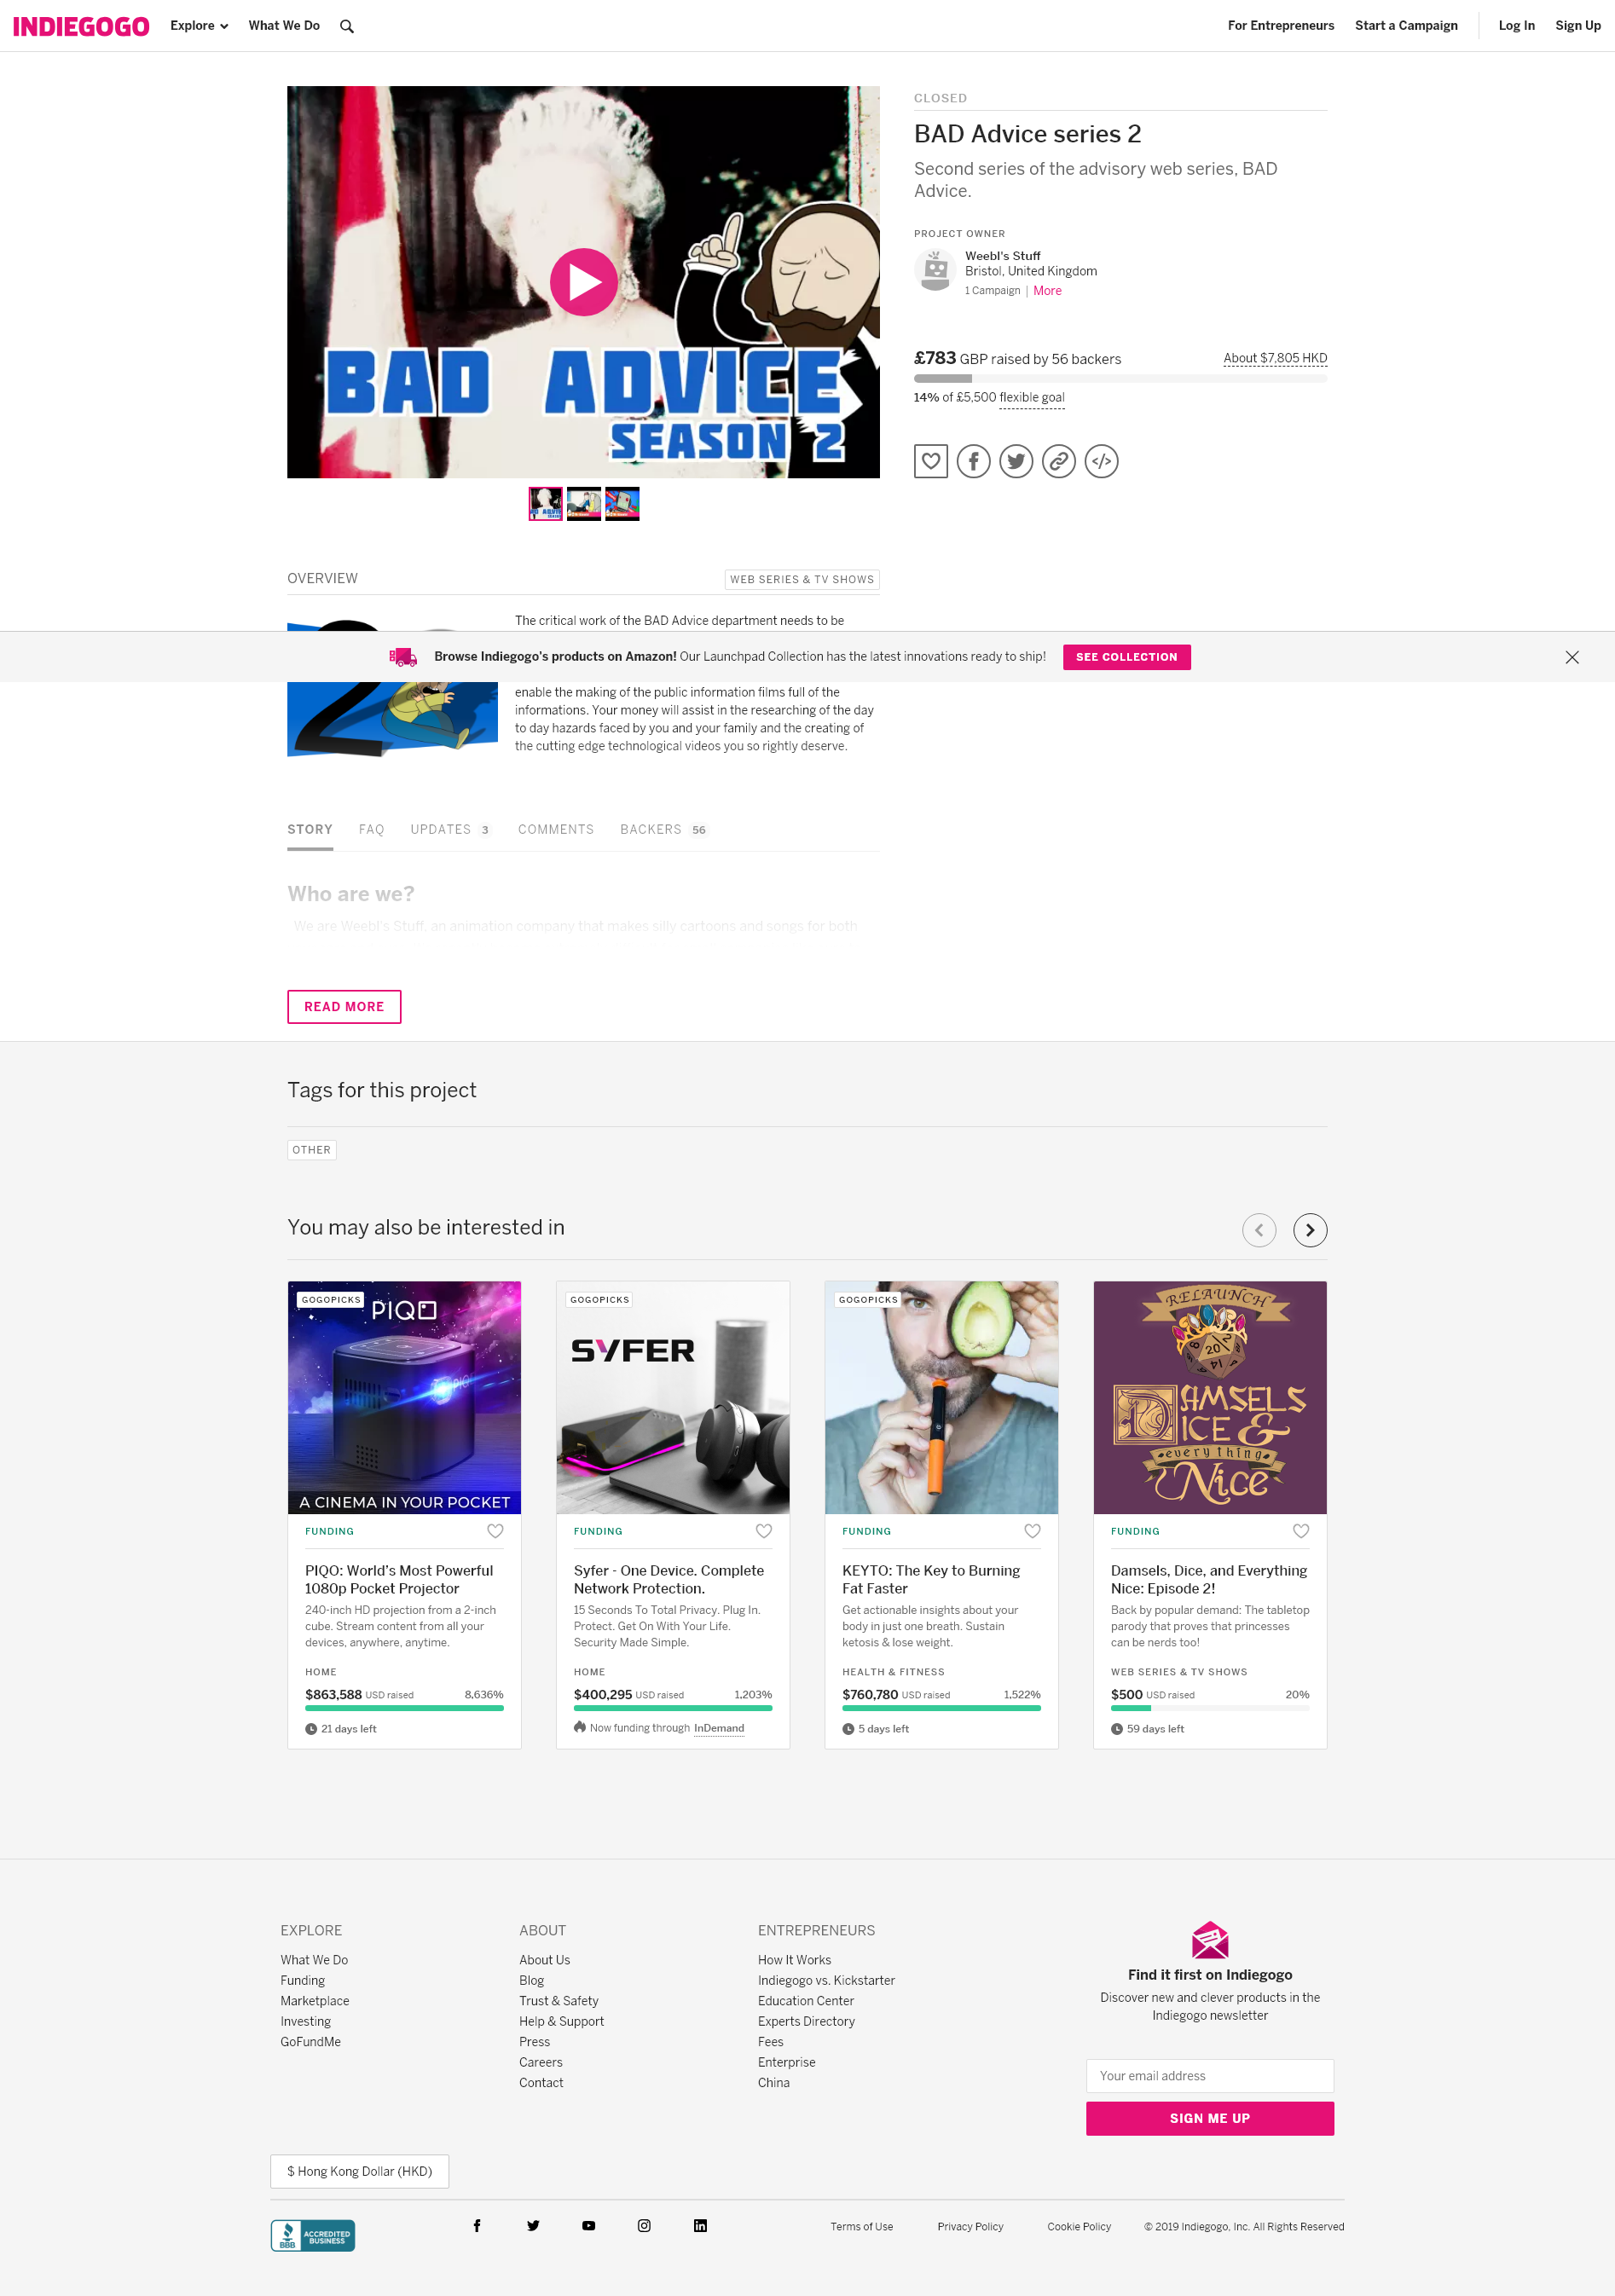 INDIEGOGO
Explore
What We Do
For Entrepreneurs
Start a Campaign
Log In
Sign Up
BAD ADVICE
SEASON 2
CLOSED
BAD Advice series 2
Second series of the advisory web series, BAD
Advice.
PROJECT OWNER
Weebl's Stuff
Bristol, United Kingdom
1 Campaign | More
£783 GBP raised by 56 backers
About $7,805 HKD
14% of £5,500 flexible goal
OVERVIEW
WEB SERIES & TV SHOWS
The critical work of the BAD Advice department needs to be
Browse Indiegogo's products on Amazon! Our Launchpad Collection has the latest innovations ready to ship!
SEE COLLECTION
enable the making of the public information films full of the
informations. Your money will assist in the researching of the day
to day hazards faced by you and your family and the creating of
the cutting edge technological videos you so rightly deserve.
STORY
FAQ
UPDATES 3
COMMENTS
BACKERS 56
Who are we?
We are Weebl's Stuff, an animation company that makes silly cartoons and songs for both
READ MORE
Tags for this project
OTHER
You may also be interested in
GOGOPICKS
PIQO
PIQO
A CINEMA IN YOUR POCKET
FUNDING
PIQO: World’s Most Powerful
1080p Pocket Projector
240-inch HD projection from a 2-inch
cube. Stream content from all your
devices, anywhere, anytime.
HOME
$863,588 USD raised
8,636%
21 days left
GOGOPICKS
SYFER
FUNDING
Syfer - One Device. Complete
Network Protection.
15 Seconds To Total Privacy. Plug In.
Protect. Get On With Your Life.
Security Made Simple.
HOME
$400,295 USD raised
1,203%
Now funding through InDemand
GOGOPICKS
FUNDING
KEYTO: The Key to Burning
Fat Faster
Get actionable insights about your
body in just one breath. Sustain
ketosis & lose weight.
HEALTH & FITNESS
$760,780 USD raised
1,522%
5 days left
RELAUNCH
20
14
DAMSELS
DICE &
everything
Nice
FUNDING
Damsels, Dice, and Everything
Nice: Episode 2!
Back by popular demand: The tabletop
parody that proves that princesses
can be nerds too!
WEB SERIES & TV SHOWS
$500 USD raised
20%
59 days left
EXPLORE
What We Do
Funding
Marketplace
Investing
GoFundMe
ABOUT
About Us
Blog
Trust & Safety
Help & Support
Press
Careers
Contact
ENTREPRENEURS
How It Works
Indiegogo vs. Kickstarter
Education Center
Experts Directory
Fees
Enterprise
China
Find it first on Indiegogo
Discover new and clever products in the
Indiegogo newsletter
Your email address
SIGN ME UP
$ Hong Kong Dollar (HKD)
BBB
ACCREDITED
BUSINESS
Terms of Use
Privacy Policy
Cookie Policy
© 2019 Indiegogo, Inc. All Rights Reserved